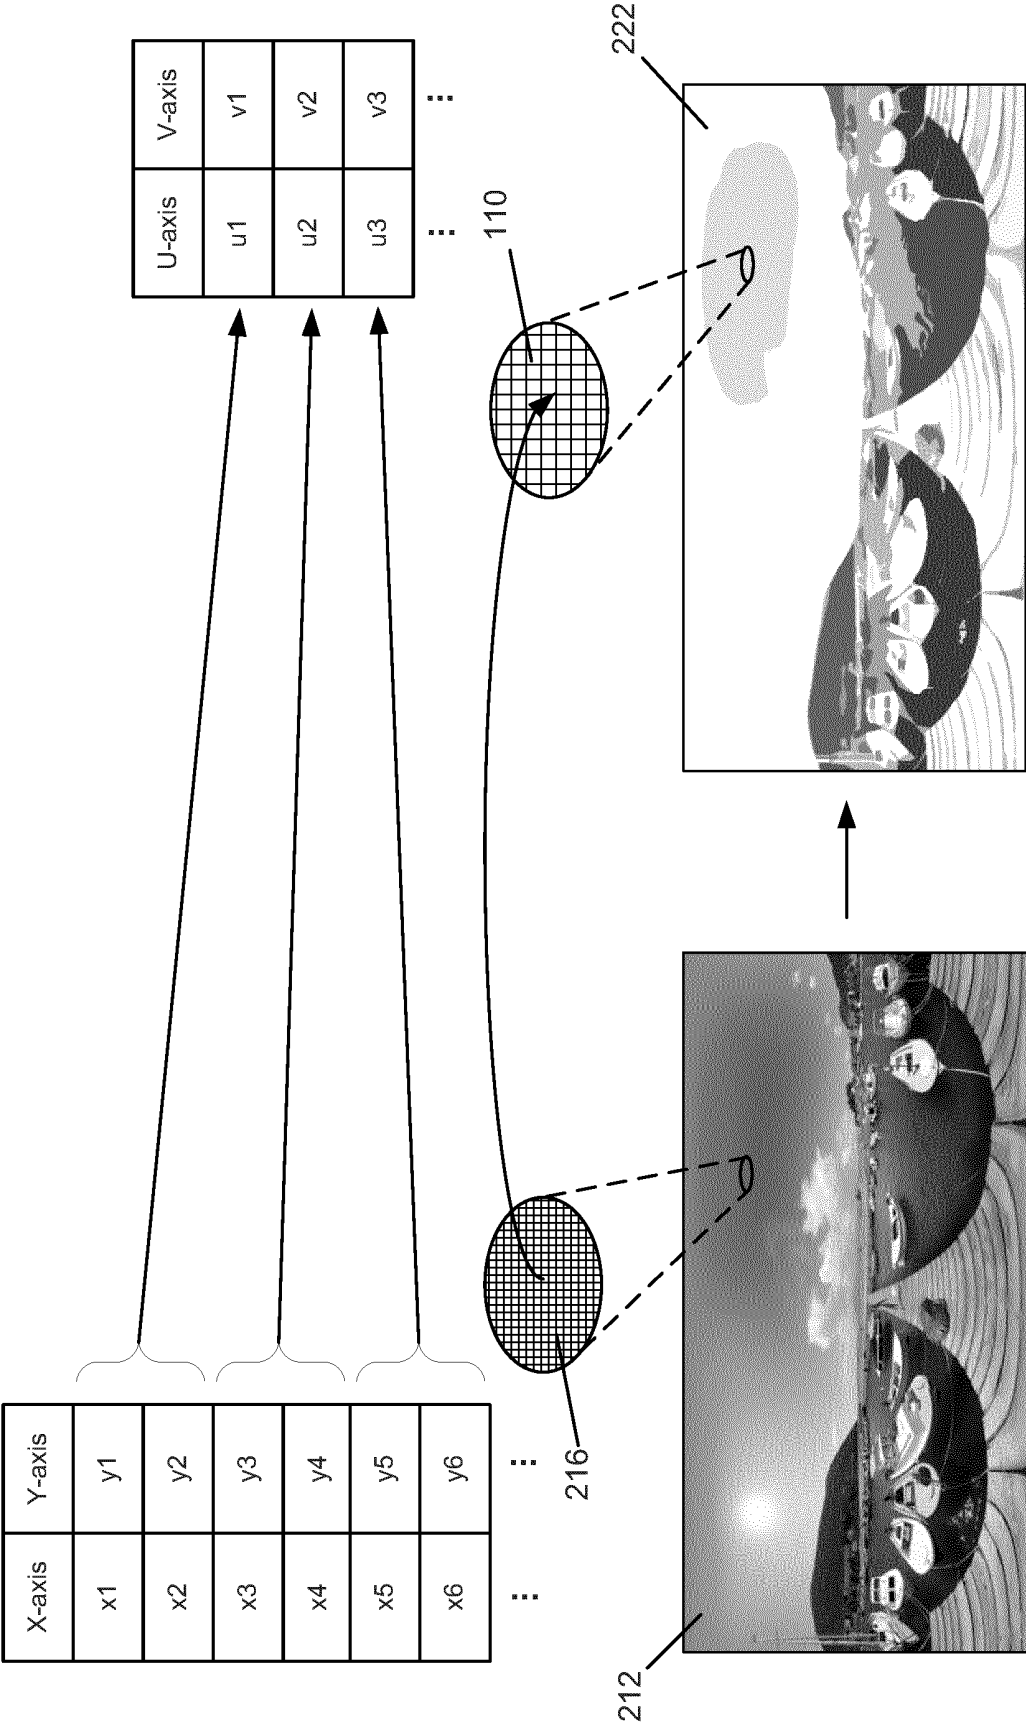 X-axis Y-axis
x1 y1
x2 y2
x3 y3
x4 y4
x5 y5
x6 y6
... ...
U-axis V-axis
u1 v1
u2 v2
u3 v3
... ...
216
110
212
222